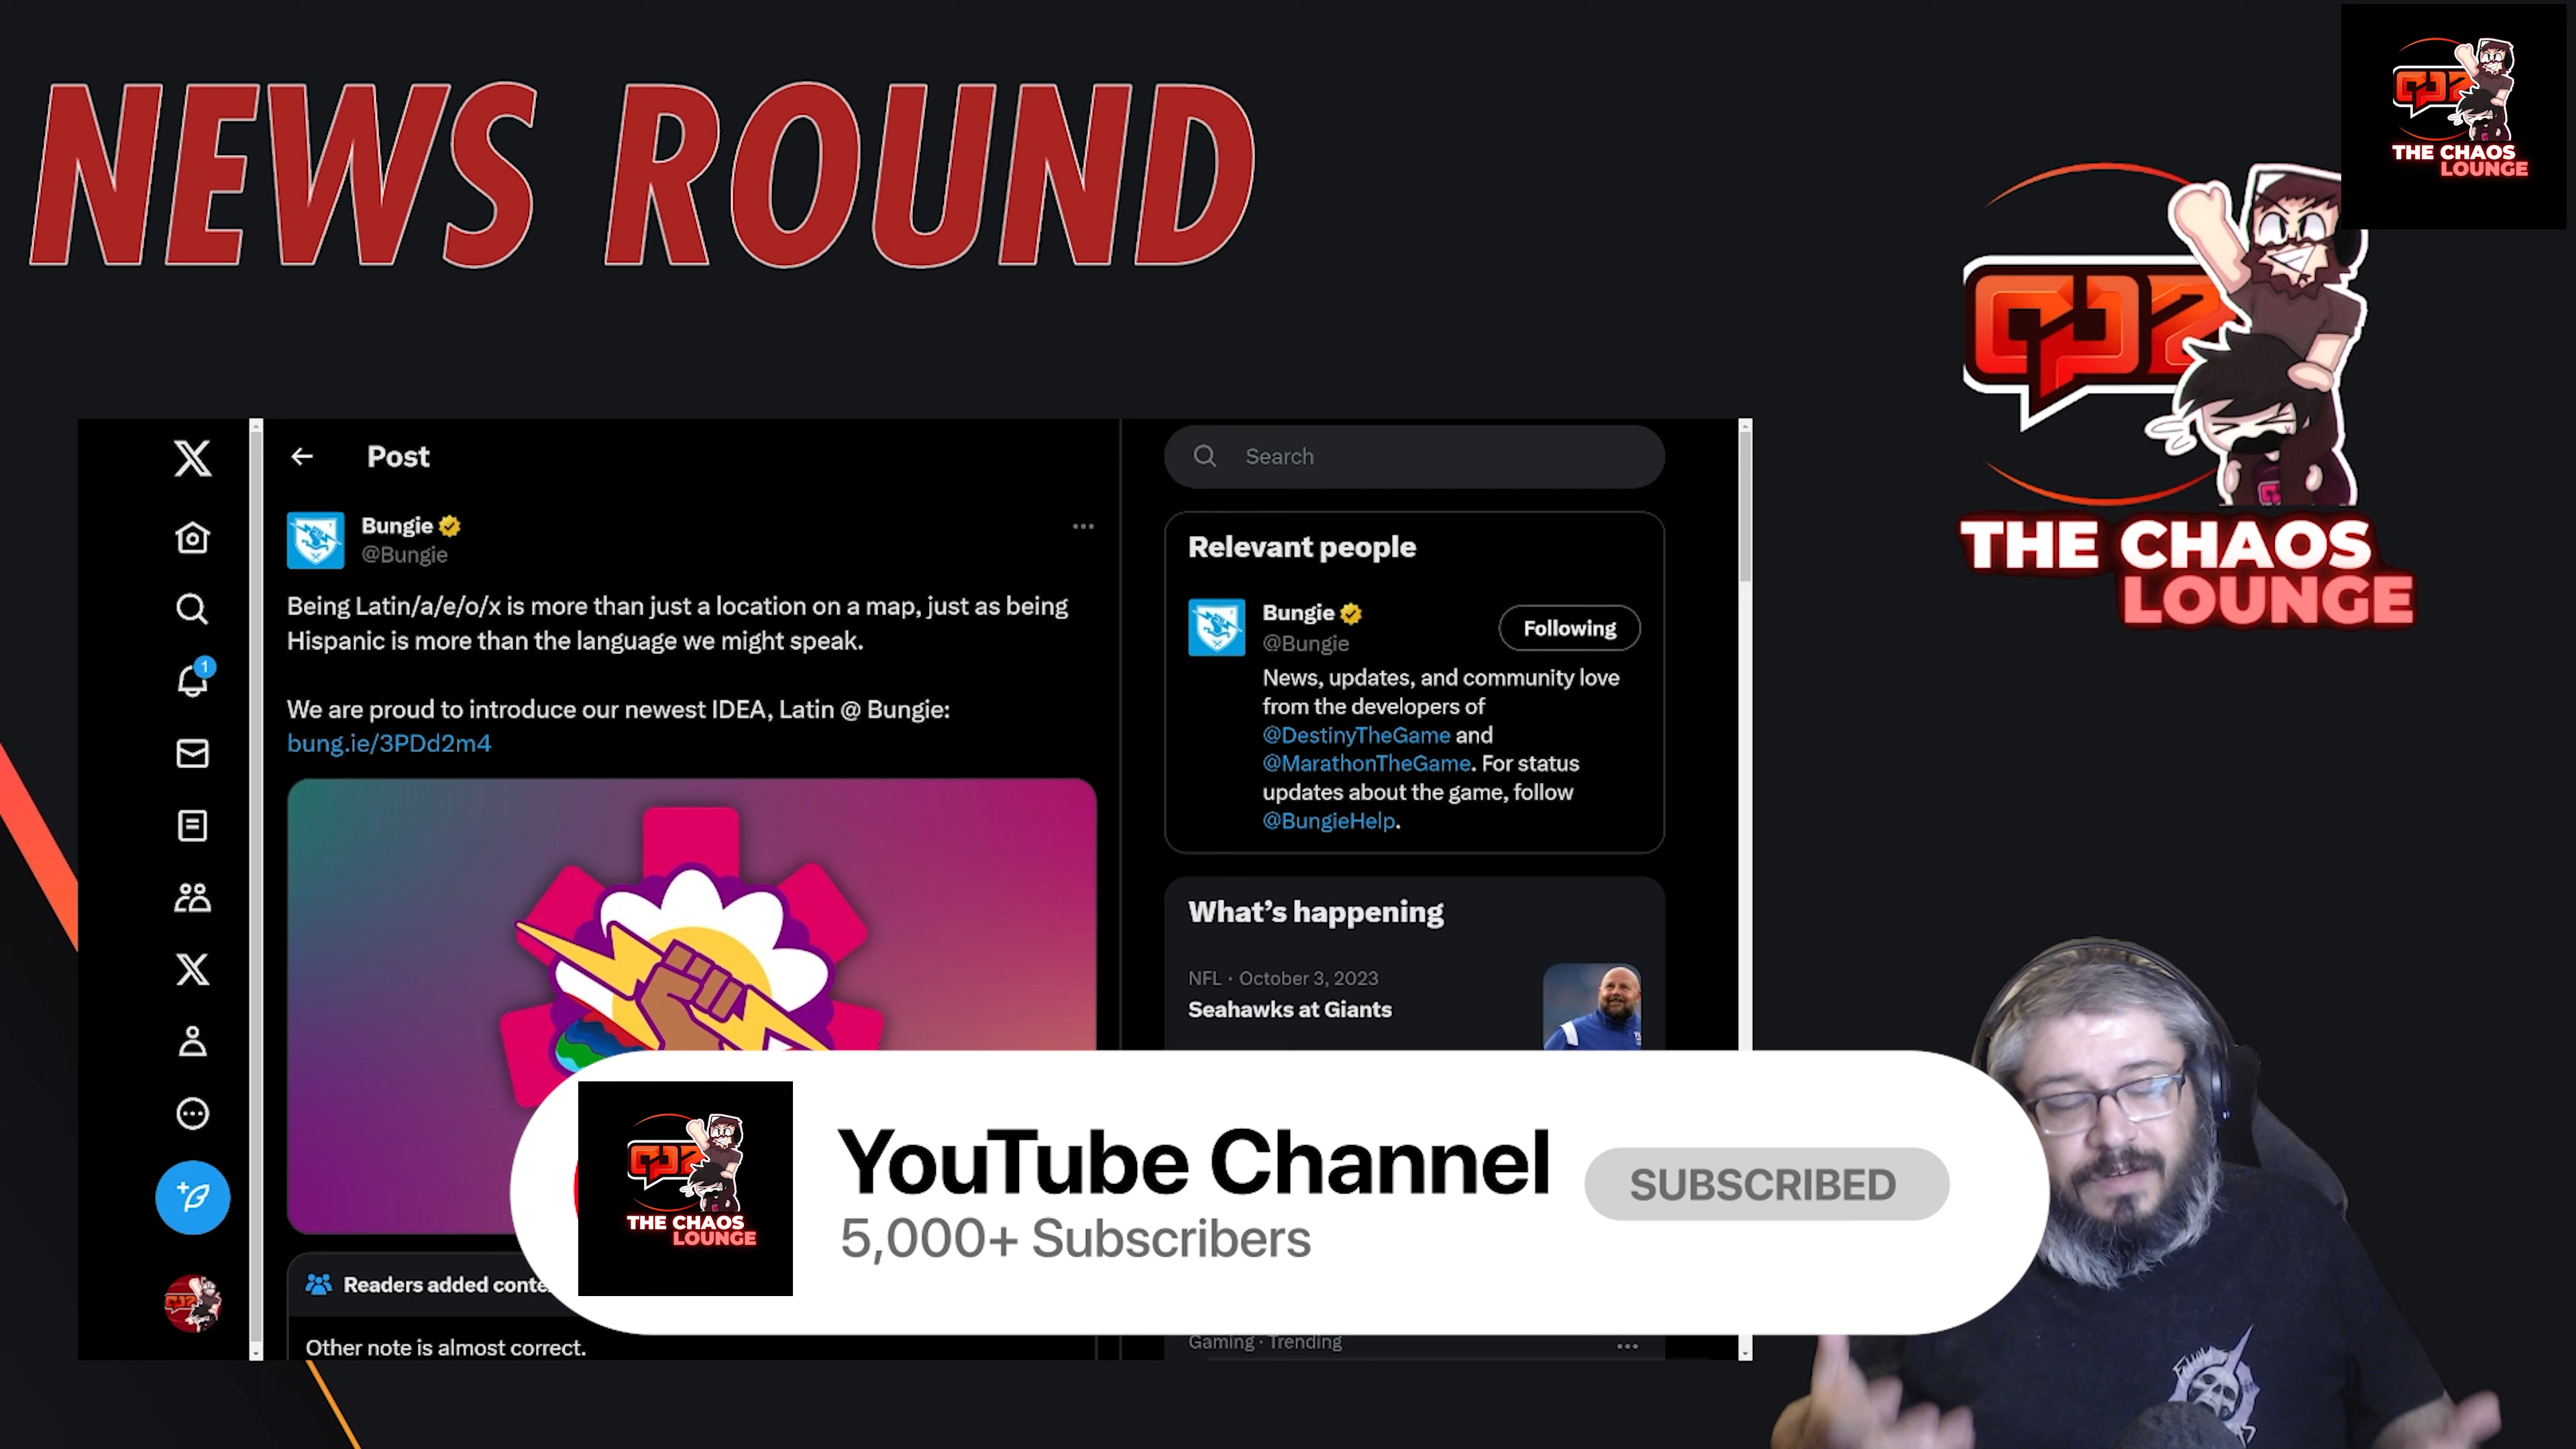 NEWS ROUND
THE CHAOS
LOUNGE
THE CHAOS
LOUNGE
Post
Bungie
@Bungie
Being Latin/a/e/o/x is more than just a location on a map, just as being
Hispanic is more than the language we might speak.
We are proud to introduce our newest IDEA, Latin @ Bungie:
bung.ie/3PDd2m4
Readers added conte
Other note is almost correct.
1
Search
Relevant people
Bungie
@Bungie
Following
News, updates, and community love
from the developers of
@DestinyTheGame and
@MarathonTheGame. For status
updates about the game, follow
@BungieHelp.
What's happening
NFL · October 3, 2023
Seahawks at Giants
Gaming · Trending
THE CHAOS
LOUNGE
YouTube Channel
5,000+ Subscribers
SUBSCRIBED